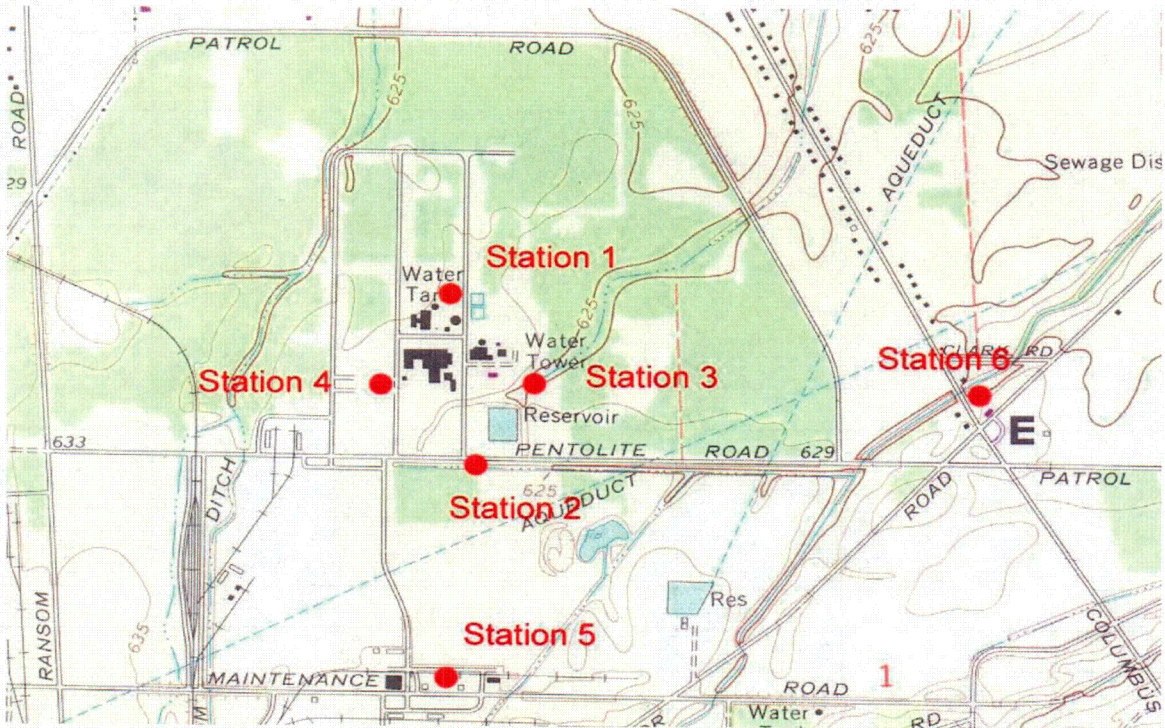 PATROL ROAD
625
625
625
ROAD
29
AQUEDUCT
Sewage Dis
Station 1
Water
Tan
625
Water
Tower
CLARK RD
Station 6
Station 4
Station 3
Reservoir
E
633
PENTOLITE ROAD 629
PATROL
DITCH
625
AQUEDUCT
Station 2
ROAD
Res
RANSOM
635
Station 5
COLUMBUS
MAINTENANCE
ROAD
1
Water
RD